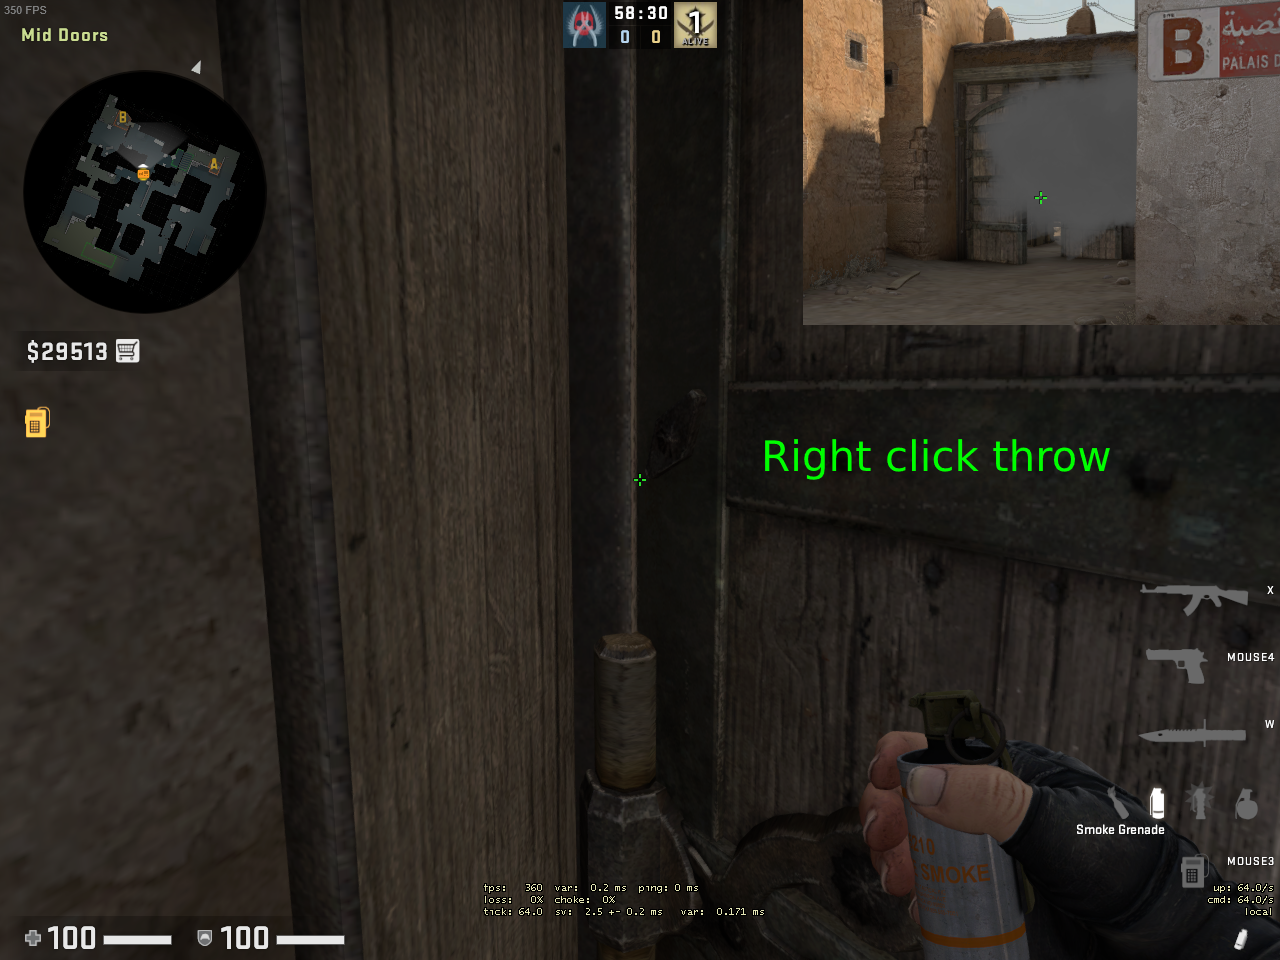 350 FPS
Mid Doors
58:30
0 0
1
ALIVE
B
A
B
PALAIS D
$29513
Right click throw
X
MOUSE4
W
Smoke Grenade
MOUSE3
SMOKE
fps: 360 var: 0.2 ms ping: 0 ms
loss: 0% choke: 0%
tick: 64.0 sv: 2.5 +- 0.2 ms var: 0.171 ms
up: 64.0/s
cmd: 64.0/s
local
100
100